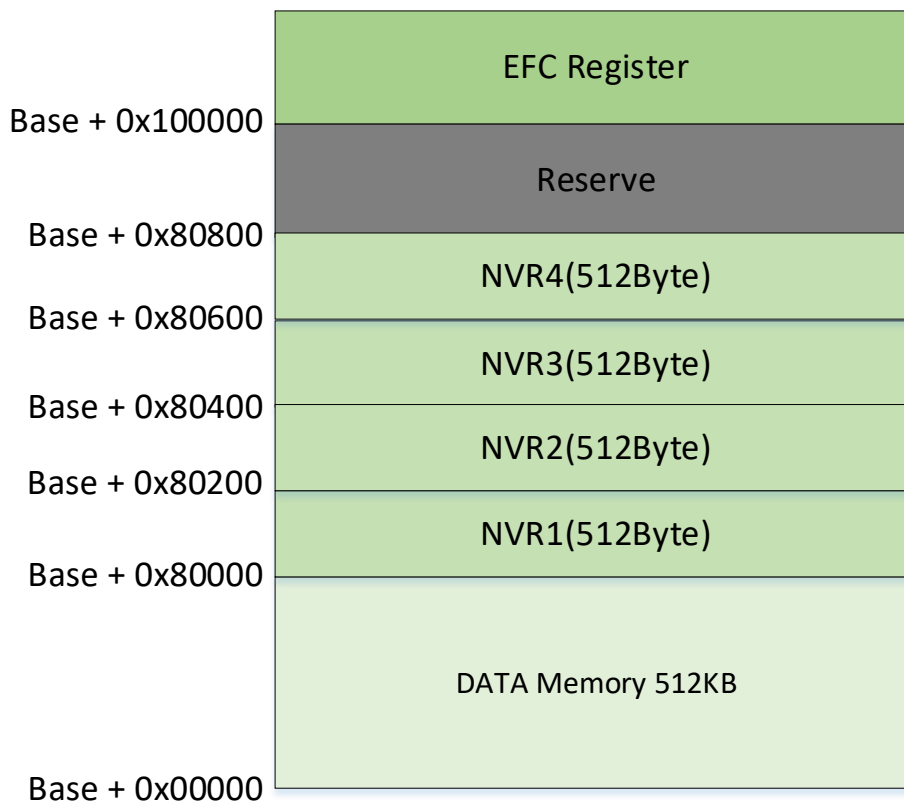 EFC Register
Base + 0x100000
Reserve
Base + 0x80800
NVR4(512Byte)
Base + 0x80600
NVR3(512Byte)
Base + 0x80400
NVR2(512Byte)
Base + 0x80200
NVR1(512Byte)
Base + 0x80000
DATA Memory 512KB
Base + 0x00000